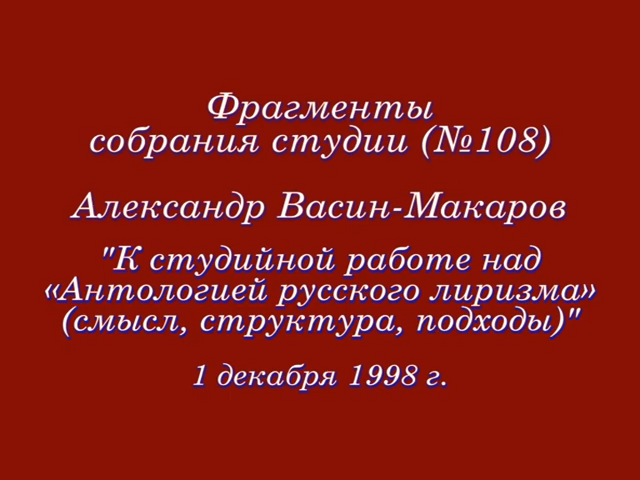 Фрагменты
собрания студии (№108)
Александр Васин-Макаров
"К студийной работе над
«Антологией русского лиризма»
(смысл, структура, подходы)"
1 декабря 1998 г.